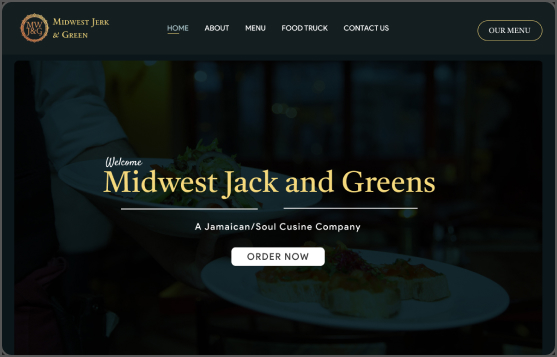 MW
J&G
Midwest Jerk
& Green
HOME ABOUT MENU FOOD TRUCK CONTACT US
OUR MENU
Welcome
Midwest Jack and Greens
A Jamaican/Soul Cusine Company
ORDER NOW